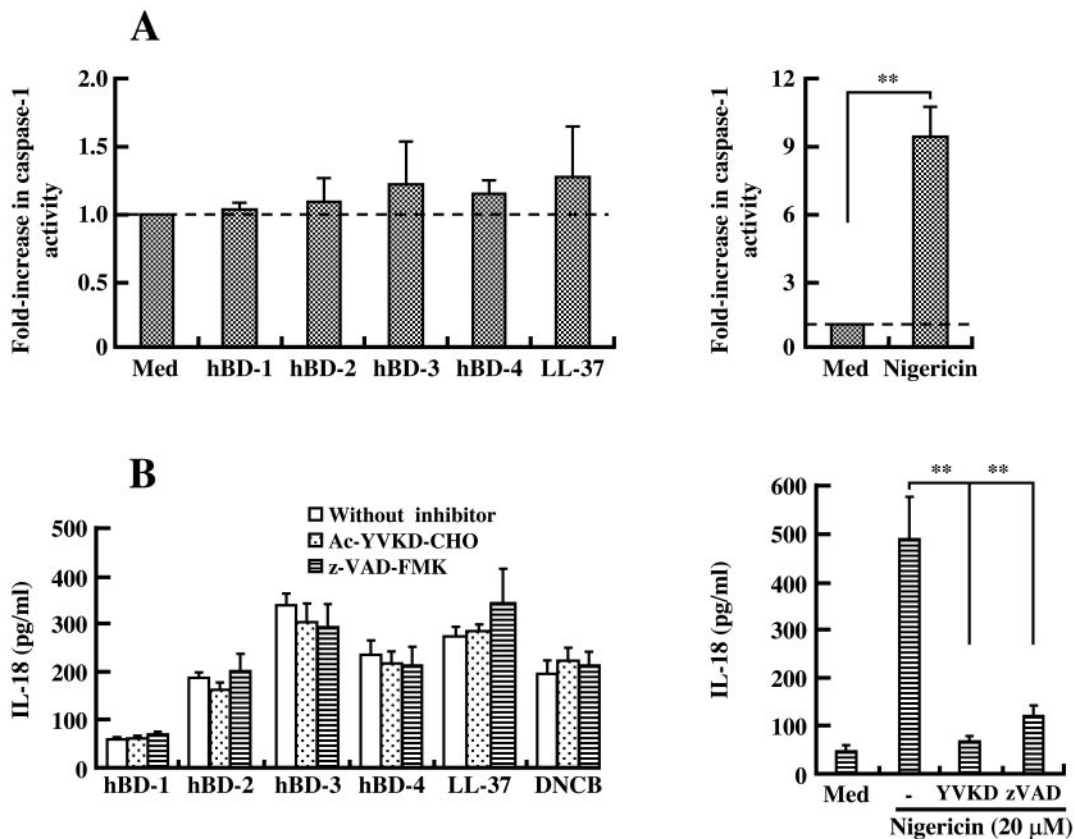 A
Fold-increase in caspase-1
activity
2.0
1.5
1.0
0.5
0
Med hBD-1 hBD-2 hBD-3 hBD-4 LL-37
Fold-increase in caspase-1
activity
12
9
6
3
0
**
Med Nigericin
B
IL-18 (pg/ml)
500
400
300
200
100
0
Without inhibitor
Ac-YVKD-CHO
z-VAD-FMK
hBD-1 hBD-2 hBD-3 hBD-4 LL-37 DNCB
IL-18 (pg/ml)
600
500
400
300
200
100
0
** **
Med - YVKD zVAD
Nigericin (20 µM)